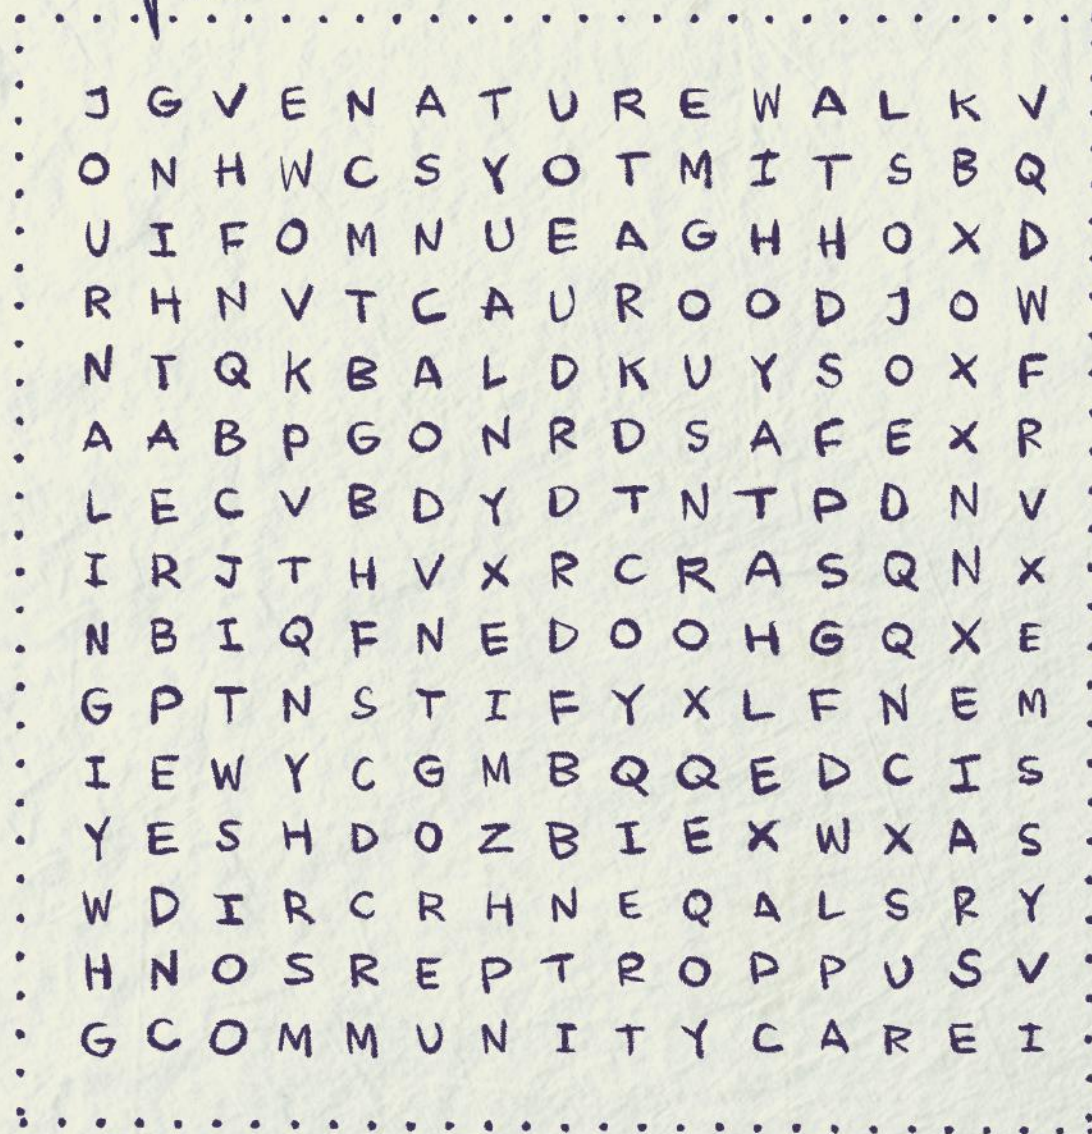 J G V E N A T U R E W A L K V
O N H W C S Y O T M I T S B Q
U I F O M N U E A G H H O X D
R H N V T C A U R O O D J O W
N T Q K B A L D K U Y S O X F
A A B P G O N R D S A F E X R
L E C V B D Y D T N T P D N V
I R J T H V X R C R A S Q N X
N B I Q F N E D O O H G Q X E
G P T N S T I F Y X L F N E M
I E W Y C G M B Q Q E D C I S
Y E S H D O Z B I E X W X A S
W D I R C R H N E Q A L S R Y
H N O S R E P T R O P P U S V
G C O M M U N I T Y C A R E I